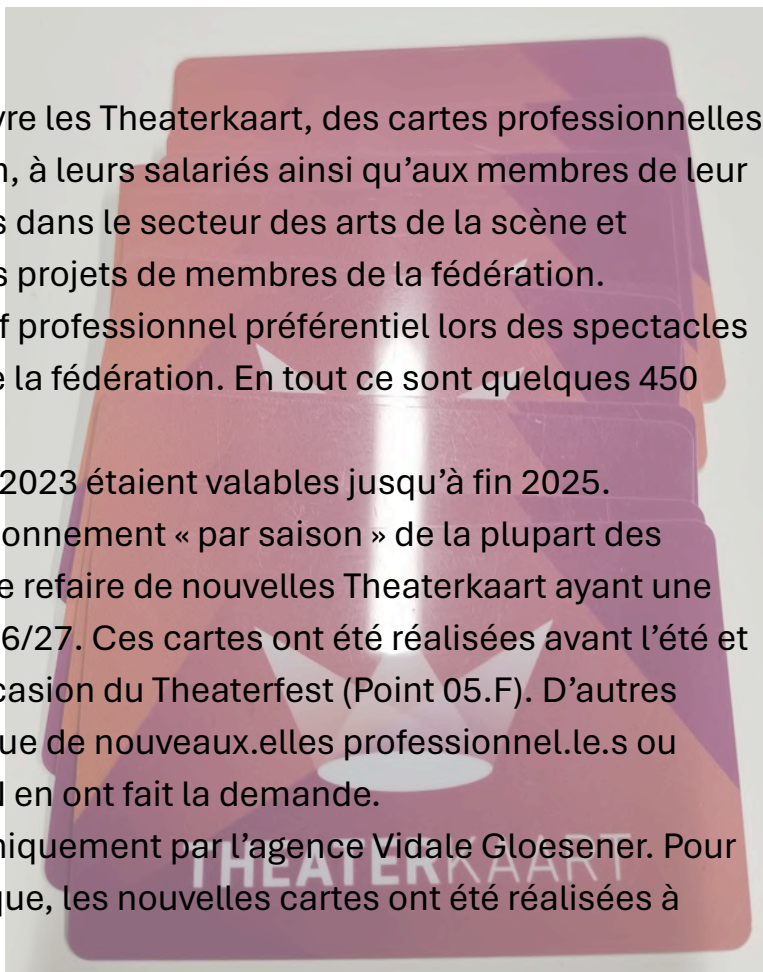 vre les Theaterkaart, des cartes professionnelles
n, à leurs salariés ainsi qu’aux membres de leur
s dans le secteur des arts de la scène et
s projets de membres de la fédération.
f professionnel préférentiel lors des spectacles
e la fédération. En tout ce sont quelques 450
2023 étaient valables jusqu’à fin 2025.
onnement « par saison » de la plupart des
e refaire de nouvelles Theaterkaart ayant une
6/27. Ces cartes ont été réalisées avant l’été et
casion du Theaterfest (Point 05.F). D’autres
ue de nouveaux.elles professionnel.le.s ou
en ont fait la demande.
niquement par l’agence Vidale Gloesener. Pour
THEATERKAART
que, les nouvelles cartes ont été réalisées à